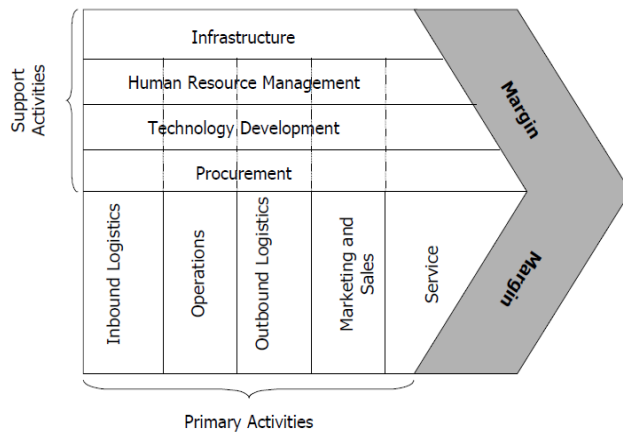 Infrastructure
Human Resource Management
Technology Development
Procurement
Support
Activities
Margin
Inbound Logistics
Operations
Outbound Logistics
Marketing and
Sales
Service
Margin
Primary Activities